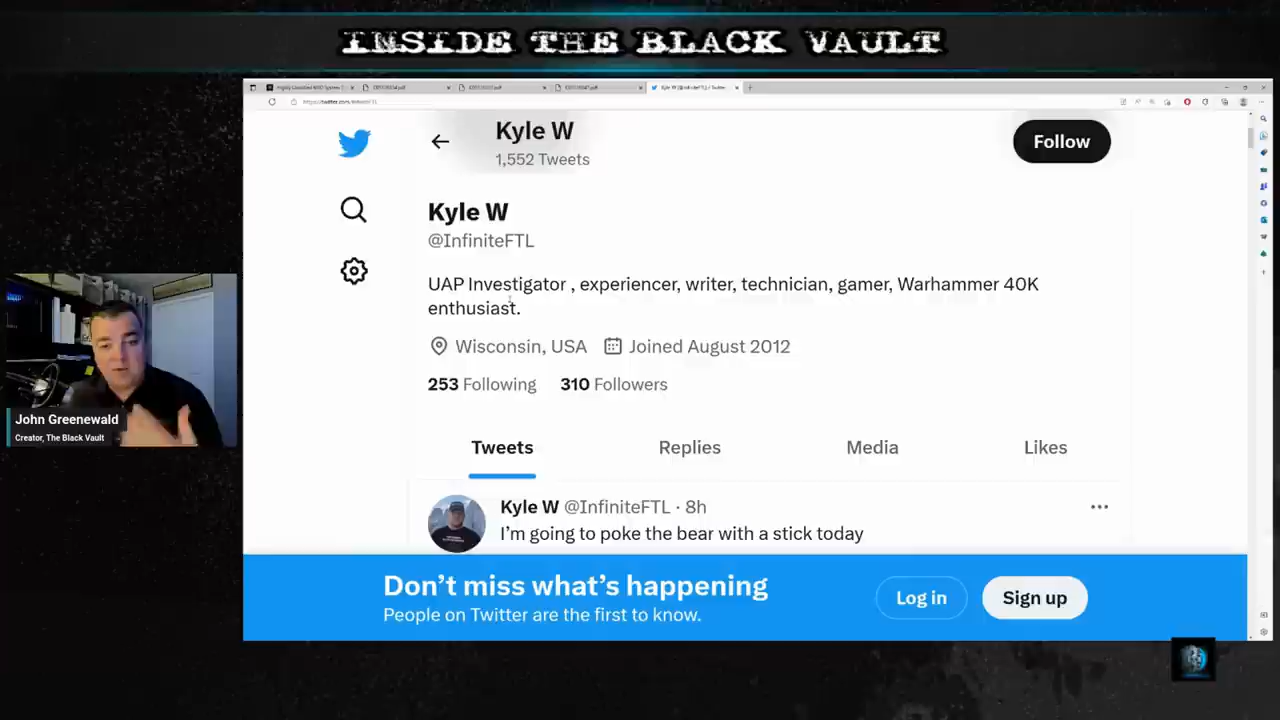 INSIDE THE BLACK VAULT
Kyle W
1,552 Tweets
Follow
Kyle W
@InfiniteFTL
UAP Investigator , experiencer, writer, technician, gamer, Warhammer 40K
enthusiast.
Wisconsin, USA Joined August 2012
253 Following 310 Followers
Tweets Replies Media Likes
Kyle W @InfiniteFTL · 8h
I'm going to poke the bear with a stick today
Don't miss what's happening
People on Twitter are the first to know.
Log in
Sign up
John Greenewald
Creator, The Black Vault